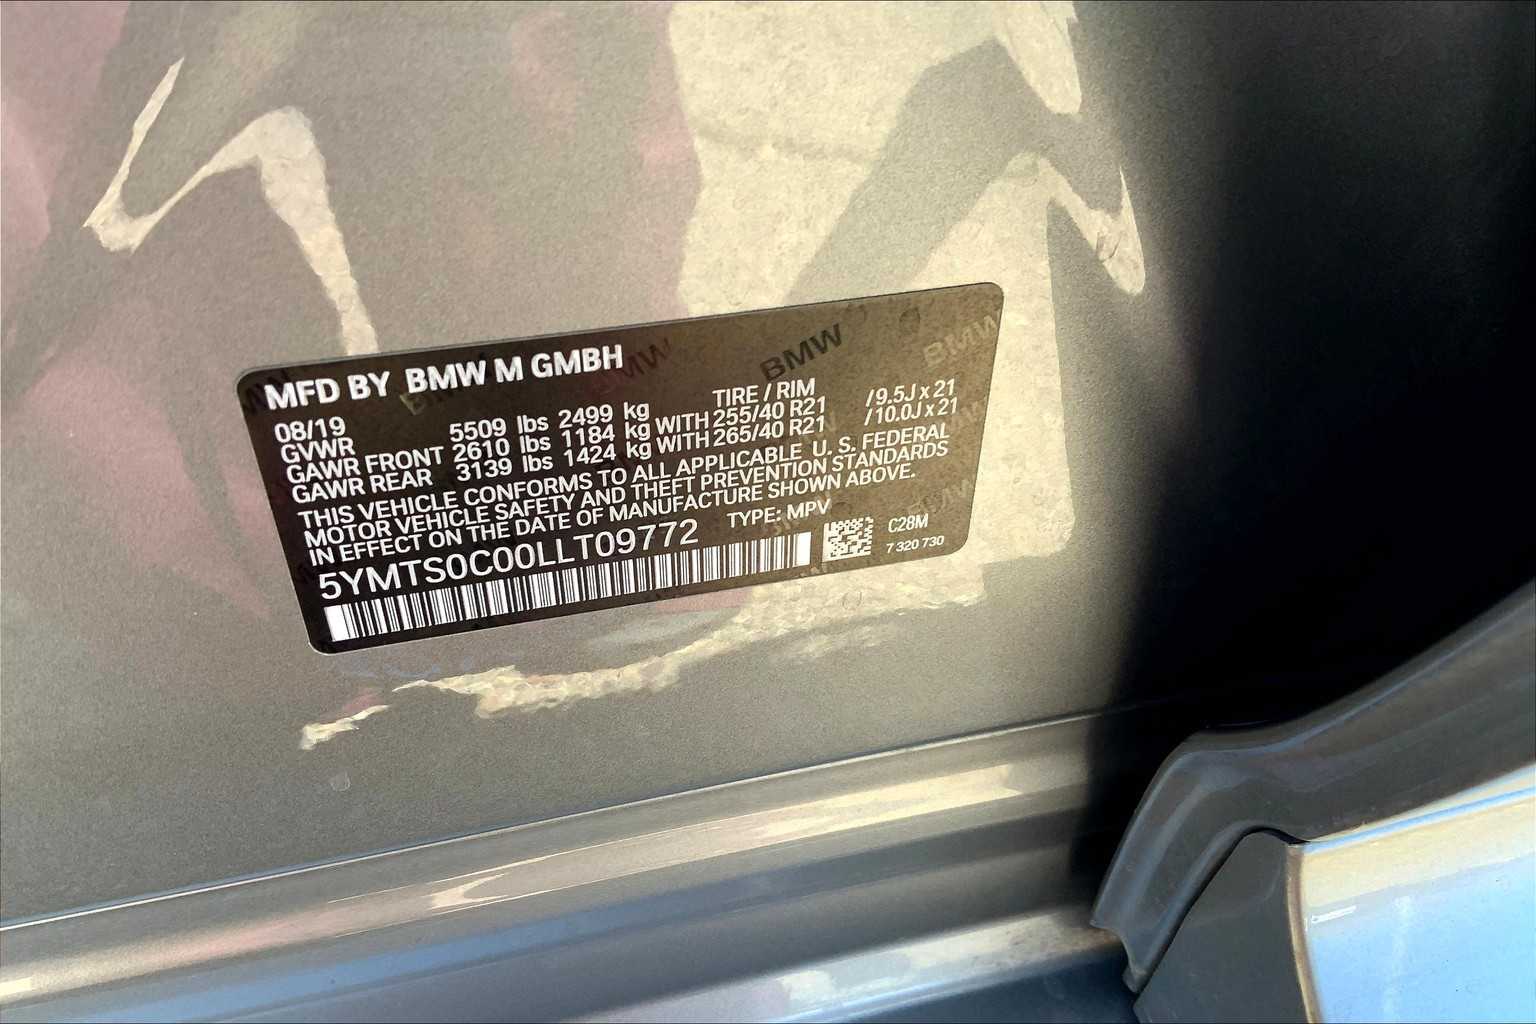 MFD BY BMW M GMBH
08/19 TIRE / RIM
GVWR 5509 lbs 2499 kg
GAWR FRONT 2610 lbs 1184 kg WITH 255/40 R21 /9.5J x 21
GAWR REAR 3139 lbs 1424 kg WITH 265/40 R21 /10.0J x 21
THIS VEHICLE CONFORMS TO ALL APPLICABLE U. S. FEDERAL
MOTOR VEHICLE SAFETY AND THEFT PREVENTION STANDARDS
IN EFFECT ON THE DATE OF MANUFACTURE SHOWN ABOVE.
5YMTS0C00LLT09772 TYPE: MPV
C28M
7 320 730
BMW
BMW